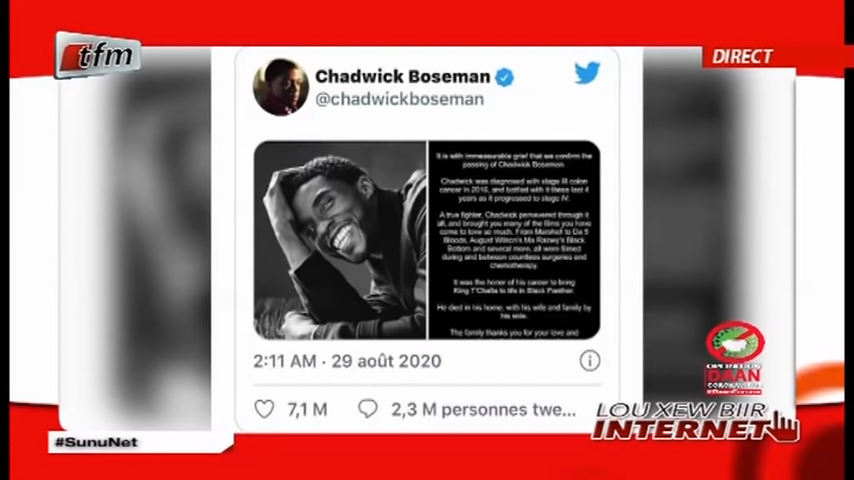 tfm
DIRECT
Chadwick Boseman
@chadwickboseman
It is with immeasurable grief that we confirm the
passing of Chadwick Boseman.
Chadwick was diagnosed with stage III colon
cancer in 2016, and battled with it these last 4
years as it progressed to stage IV.
A true fighter, Chadwick persevered through it
all, and brought you many of the films you have
come to love so much. From Marshall to Da 5
Bloods, August Wilson's Ma Rainey's Black
Bottom and several more, all were filmed
during and between countless surgeries and
chemotherapy.
It was the honor of his career to bring
King T'Challa to life in Black Panther.
He died in his home, with his wife and family by
his side.
The family thanks you for your love and
2:11 AM · 29 août 2020
7,1 M
2,3 M personnes twe...
OPERATION
DAAN
CORONAVIRUS
LOU XEW BIIR
INTERNET
#SunuNet